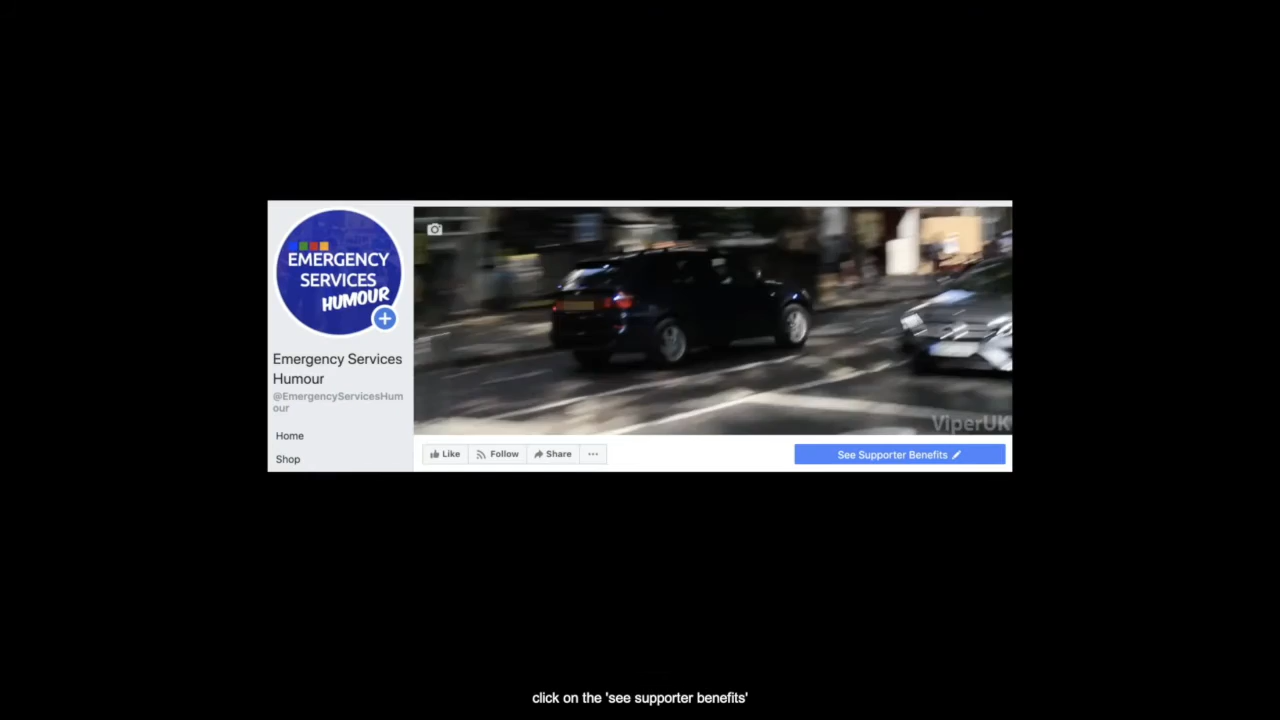 EMERGENCY
SERVICES
HUMOUR
Emergency Services
Humour
@EmergencyServicesHum
our
Home
Shop
ViperUK
Like Follow Share ···
See Supporter Benefits
click on the 'see supporter benefits'